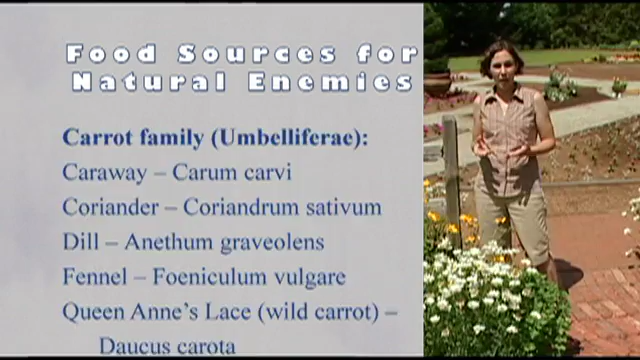 Food Sources for
Natural Enemies
Carrot family (Umbelliferae):
Caraway – Carum carvi
Coriander – Coriandrum sativum
Dill – Anethum graveolens
Fennel – Foeniculum vulgare
Queen Anne's Lace (wild carrot) –
Daucus carota